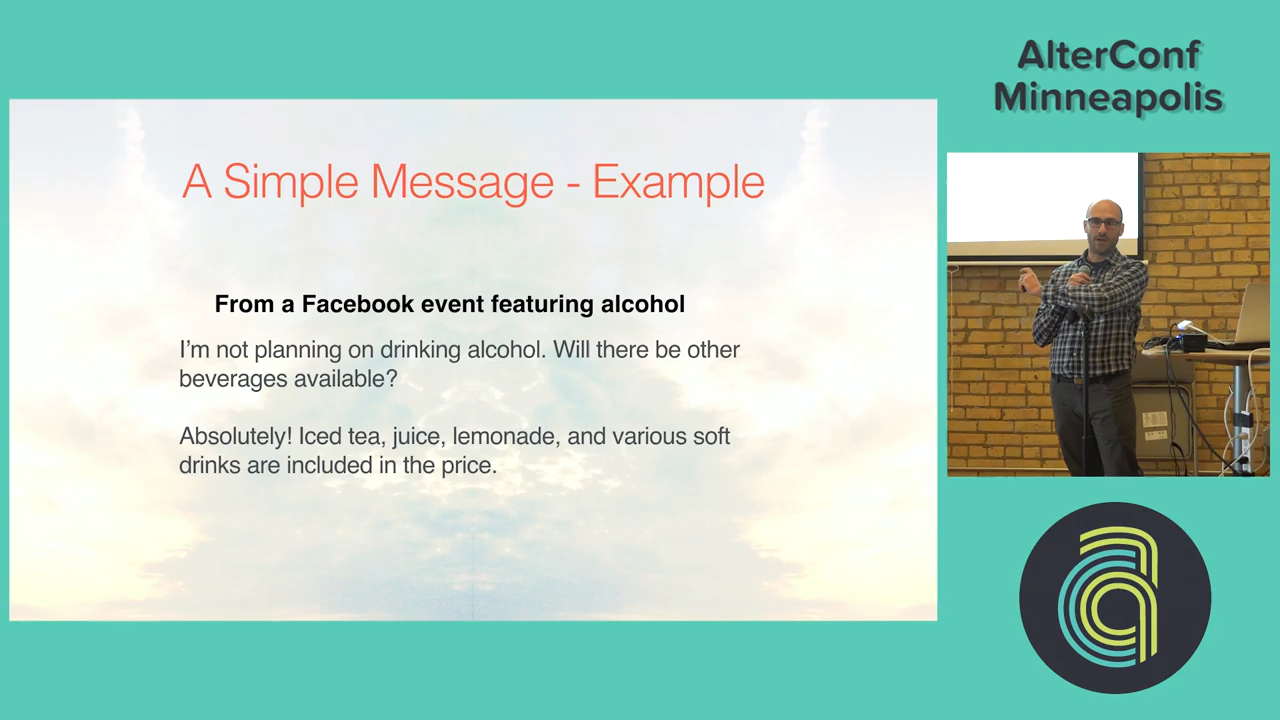 AlterConf
Minneapolis
A Simple Message - Example
From a Facebook event featuring alcohol
I'm not planning on drinking alcohol. Will there be other
beverages available?
Absolutely! Iced tea, juice, lemonade, and various soft
drinks are included in the price.